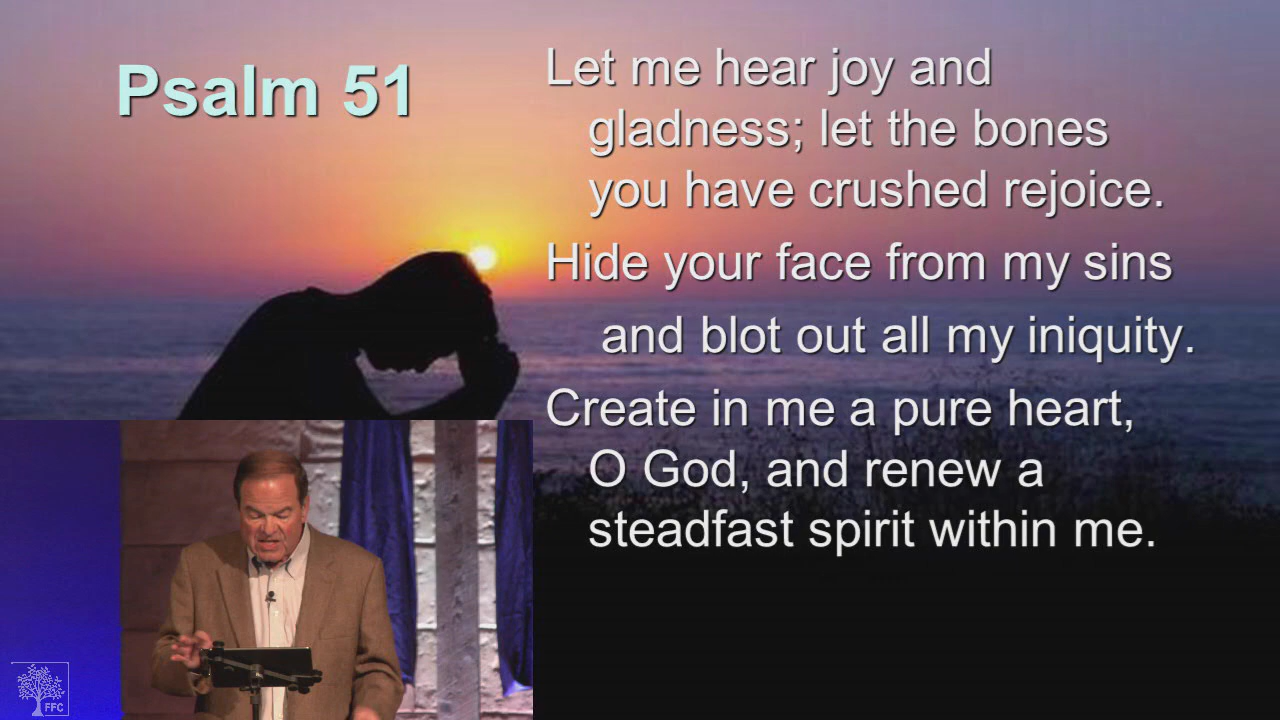 Psalm 51
Let me hear joy and
gladness; let the bones
you have crushed rejoice.
Hide your face from my sins
and blot out all my iniquity.
Create in me a pure heart,
O God, and renew a
steadfast spirit within me.
FFC